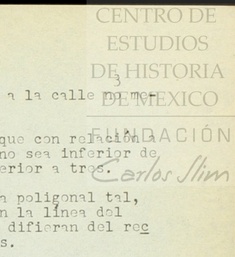 CENTRO DE
ESTUDIOS
DE HISTORIA
DE MEXICO
FUNDACIÓN
Carlos Slim
3
a la calle no me-
que con relación a
no sea inferior de
erior a tres.
a poligonal tal,
n la línea del
difieran del rec
s.